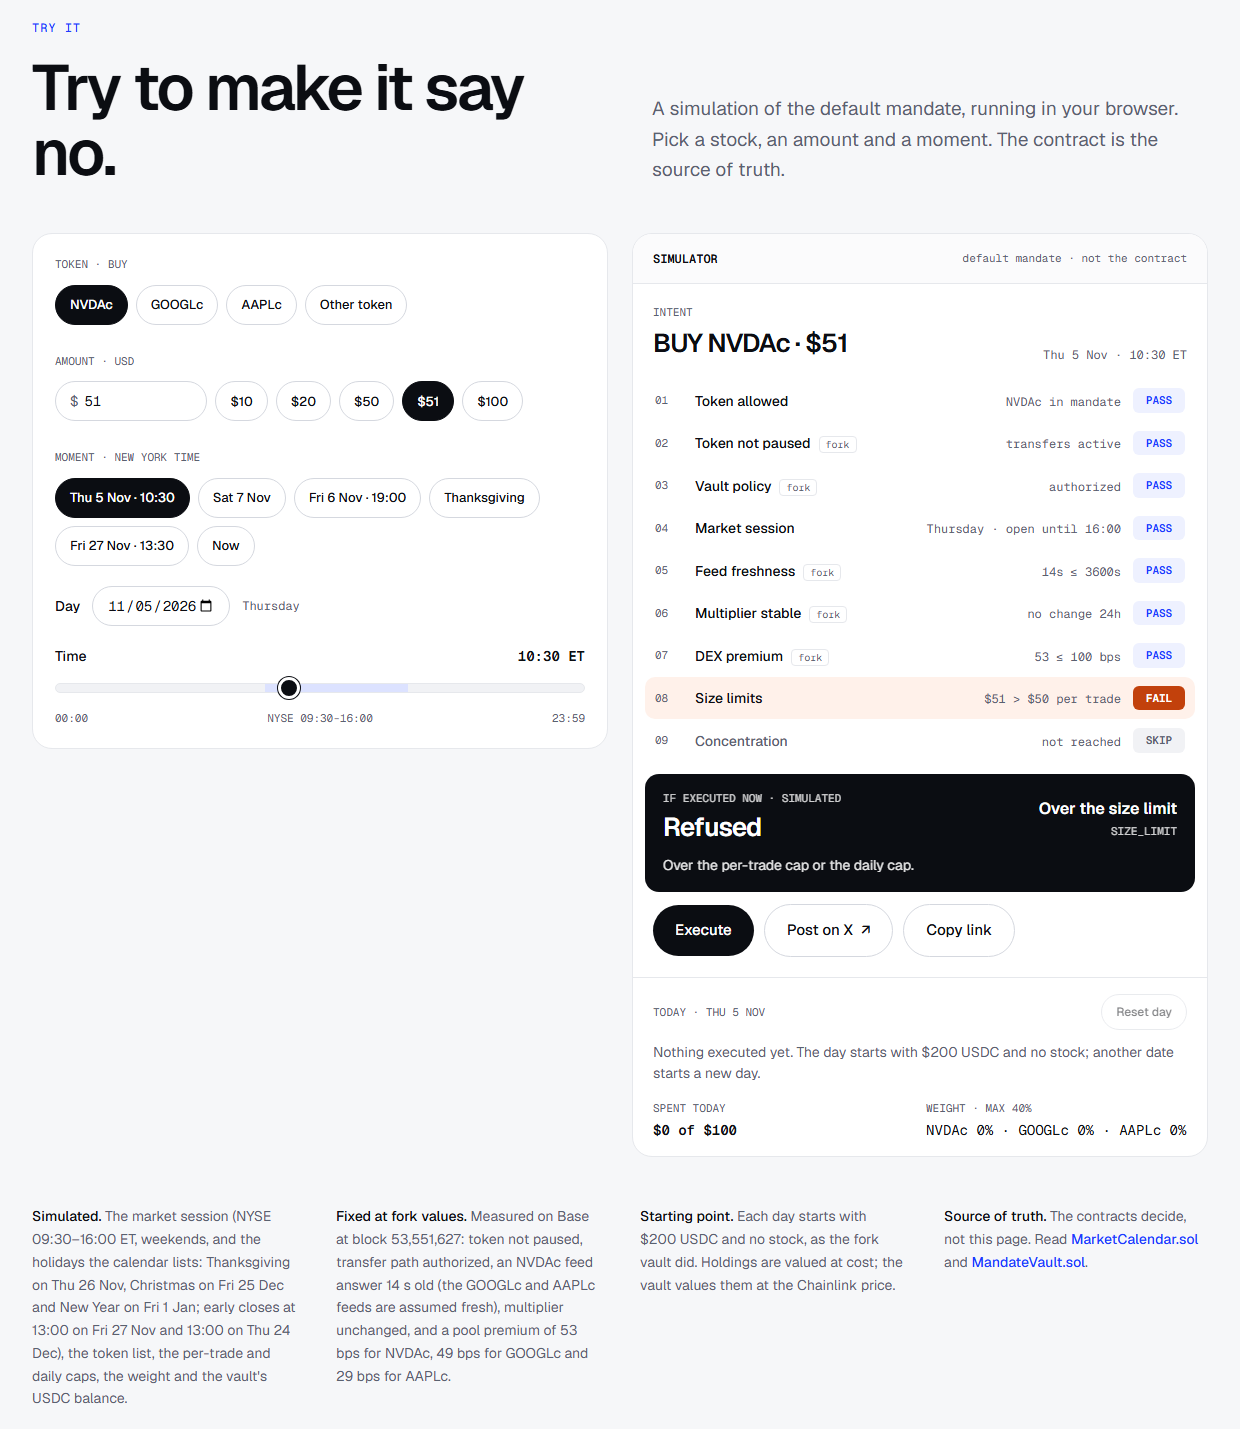 TRY IT
Try to make it say
no.
A simulation of the default mandate, running in your browser.
Pick a stock, an amount and a moment. The contract is the
source of truth.
TOKEN · BUY
NVDAc GOOGLc AAPLc Other token
AMOUNT · USD
$ 51 $10 $20 $50 $51 $100
MOMENT · NEW YORK TIME
Thu 5 Nov · 10:30 Sat 7 Nov Fri 6 Nov · 19:00 Thanksgiving
Fri 27 Nov · 13:30 Now
Day 11/05/2026 Thursday
Time 10:30 ET
00:00 NYSE 09:30–16:00 23:59
SIMULATOR default mandate · not the contract
INTENT
BUY NVDAc · $51
Thu 5 Nov · 10:30 ET
01 Token allowed NVDAc in mandate PASS
02 Token not paused fork transfers active PASS
03 Vault policy fork authorized PASS
04 Market session Thursday · open until 16:00 PASS
05 Feed freshness fork 14s ≤ 3600s PASS
06 Multiplier stable fork no change 24h PASS
07 DEX premium fork 53 ≤ 100 bps PASS
08 Size limits $51 > $50 per trade FAIL
09 Concentration not reached SKIP
IF EXECUTED NOW · SIMULATED
Refused
Over the size limit
SIZE_LIMIT
Over the per-trade cap or the daily cap.
Execute Post on X ↗ Copy link
TODAY · THU 5 NOV Reset day
Nothing executed yet. The day starts with $200 USDC and no stock; another date
starts a new day.
SPENT TODAY WEIGHT · MAX 40%
$0 of $100 NVDAc 0% · GOOGLc 0% · AAPLc 0%
Simulated. The market session (NYSE
09:30–16:00 ET, weekends, and the
holidays the calendar lists: Thanksgiving
on Thu 26 Nov, Christmas on Fri 25 Dec
and New Year on Fri 1 Jan; early closes at
13:00 on Fri 27 Nov and 13:00 on Thu 24
Dec), the token list, the per-trade and
daily caps, the weight and the vault's
USDC balance.
Fixed at fork values. Measured on Base
at block 53,551,627: token not paused,
transfer path authorized, an NVDAc feed
answer 14 s old (the GOOGLc and AAPLc
feeds are assumed fresh), multiplier
unchanged, and a pool premium of 53
bps for NVDAc, 49 bps for GOOGLc and
29 bps for AAPLc.
Starting point. Each day starts with
$200 USDC and no stock, as the fork
vault did. Holdings are valued at cost; the
vault values them at the Chainlink price.
Source of truth. The contracts decide,
not this page. Read MarketCalendar.sol
and MandateVault.sol.